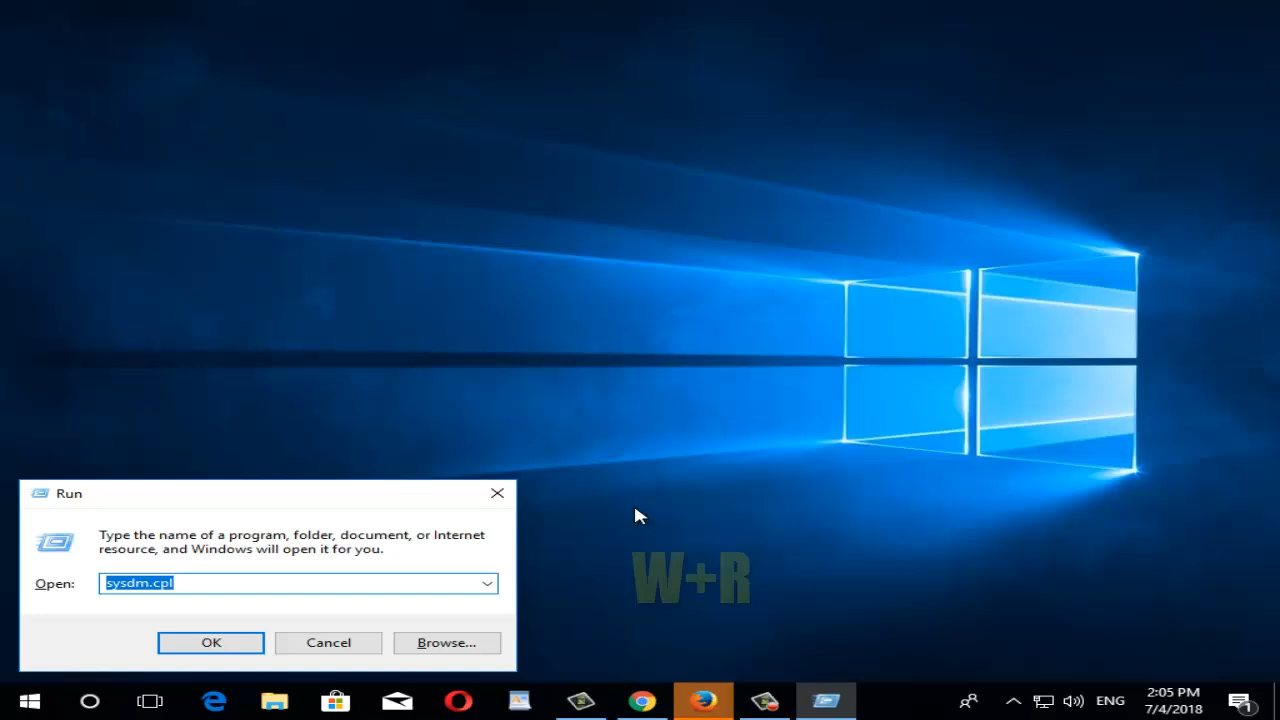 Run
Type the name of a program, folder, document, or Internet
resource, and Windows will open it for you.
Open: sysdm.cpl
OK Cancel Browse...
W+R
ENG
2:05 PM
7/4/2018
1